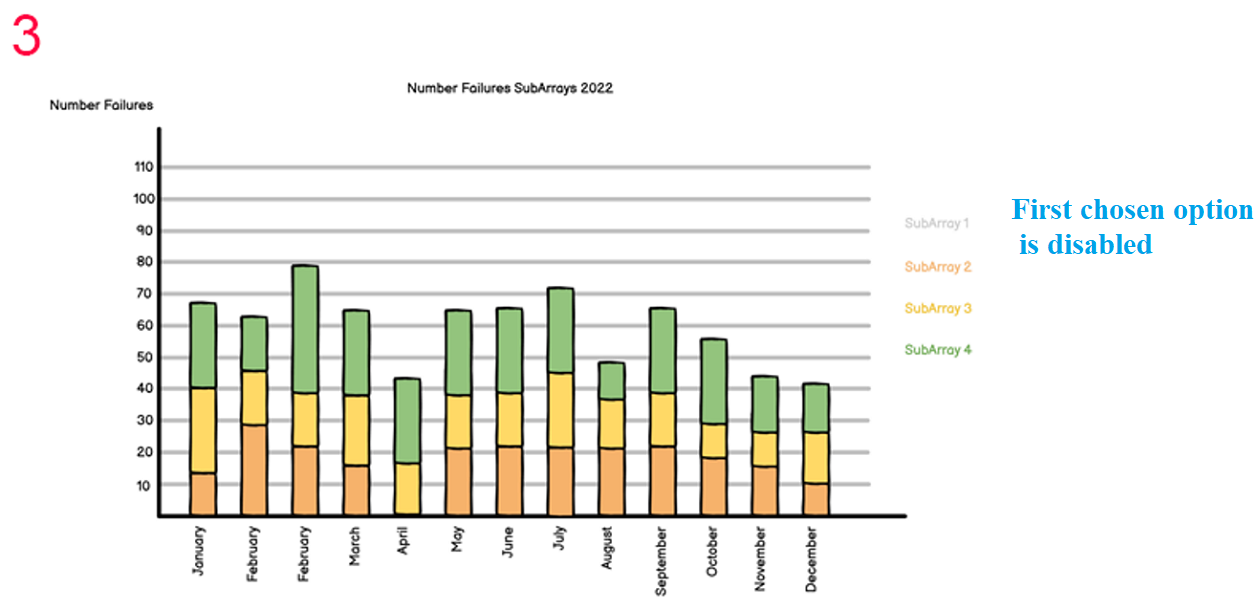 3
Number Failures SubArrays 2022
Number Failures
110
100
90
80
70
60
50
40
30
20
10
SubArray 1
SubArray 2
SubArray 3
SubArray 4
First chosen option
is disabled
January
February
February
March
April
May
June
July
August
September
October
November
December